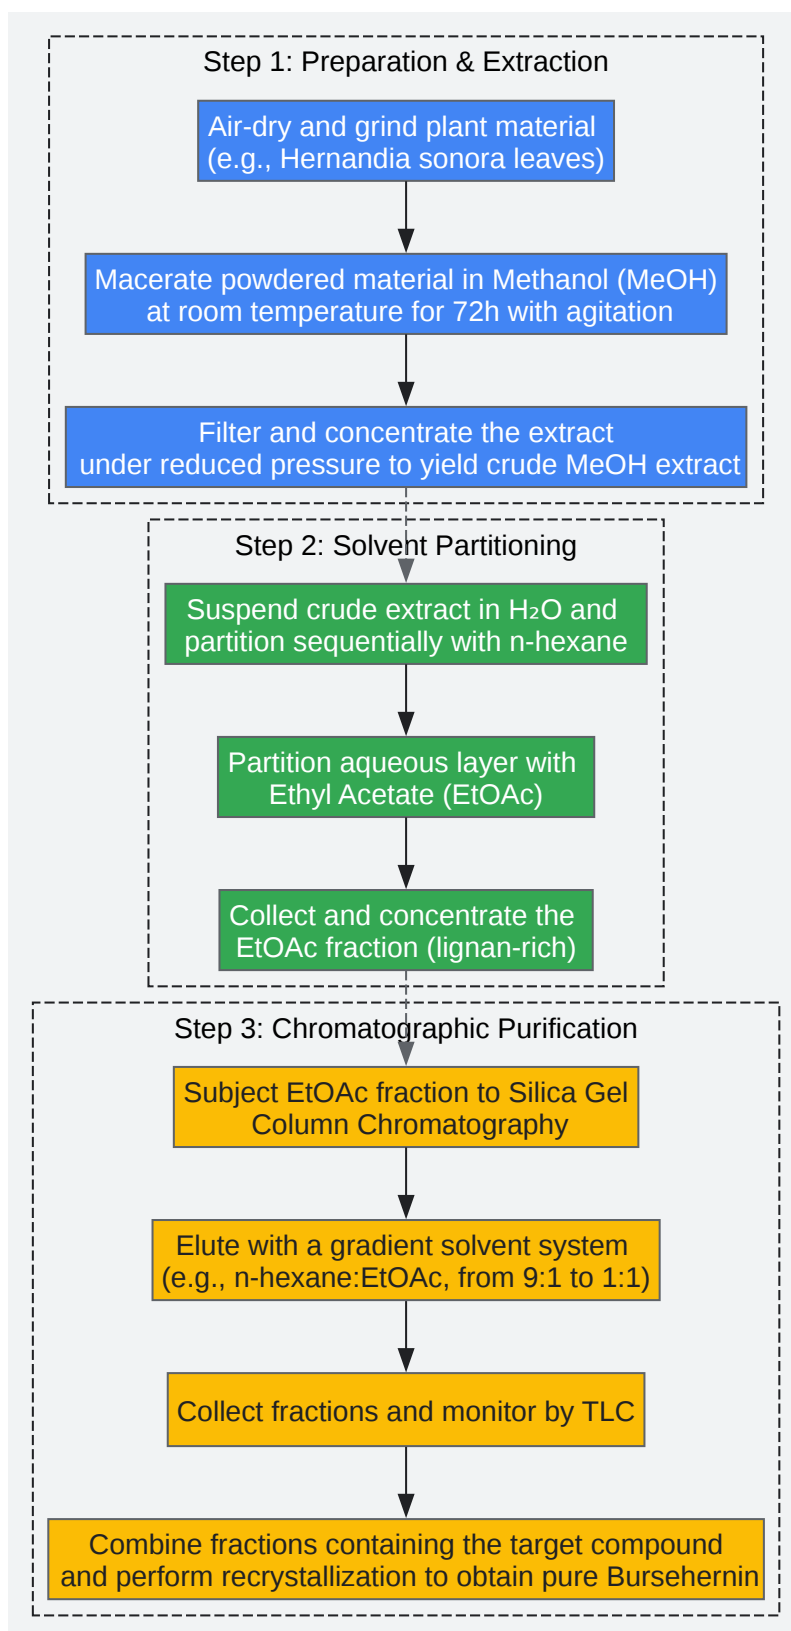 Step 1: Preparation & Extraction
Air-dry and grind plant material
(e.g., Hernandia sonora leaves)
Macerate powdered material in Methanol (MeOH)
at room temperature for 72h with agitation
Filter and concentrate the extract
under reduced pressure to yield crude MeOH extract
Step 2: Solvent Partitioning
Suspend crude extract in H₂O and
partition sequentially with n-hexane
Partition aqueous layer with
Ethyl Acetate (EtOAc)
Collect and concentrate the
EtOAc fraction (lignan-rich)
Step 3: Chromatographic Purification
Subject EtOAc fraction to Silica Gel
Column Chromatography
Elute with a gradient solvent system
(e.g., n-hexane:EtOAc, from 9:1 to 1:1)
Collect fractions and monitor by TLC
Combine fractions containing the target compound
and perform recrystallization to obtain pure Bursehernin